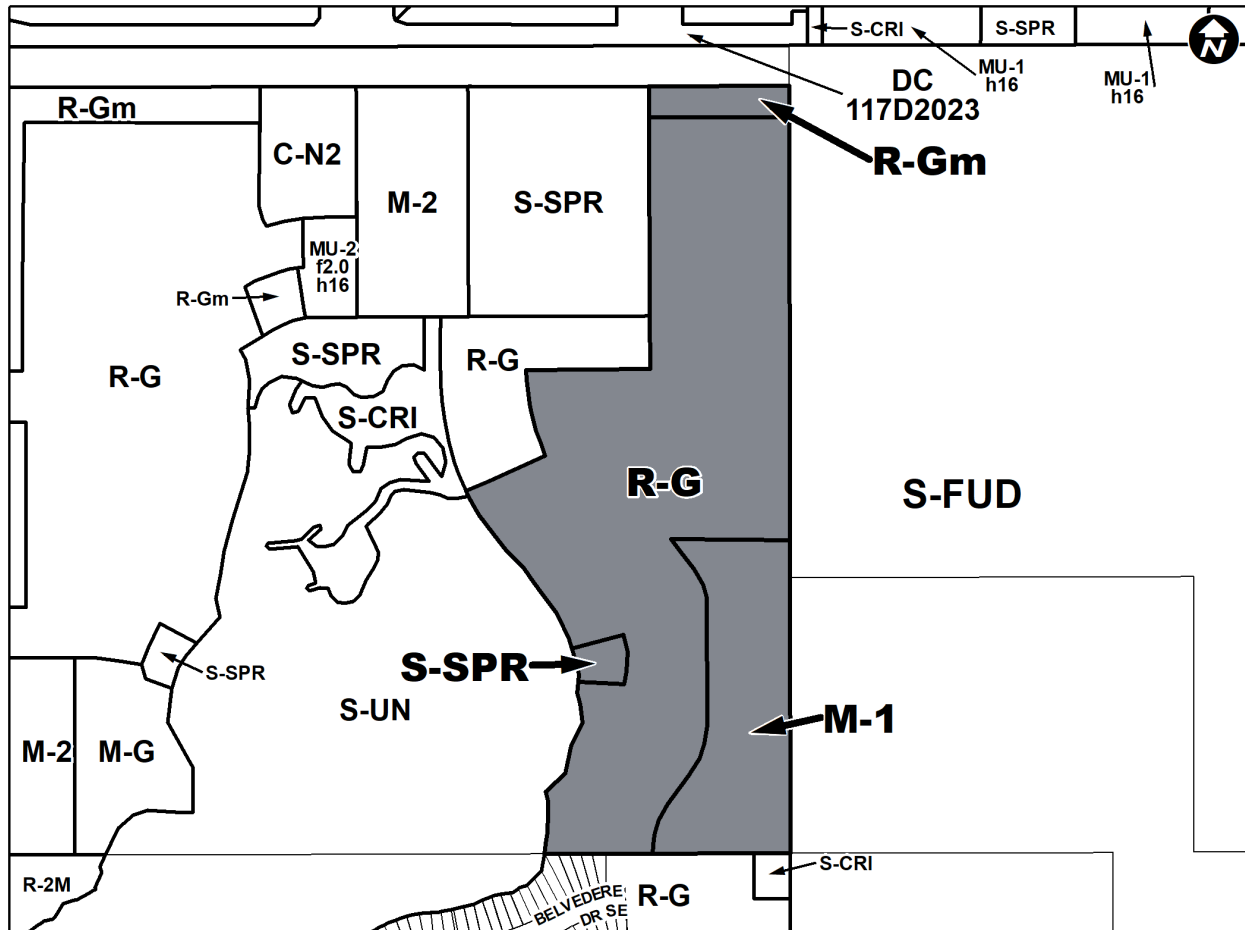 S-CRI
S-SPR
N
MU-1
h16
MU-1
h16
DC
117D2023
R-Gm
R-Gm
C-N2
M-2
S-SPR
MU-2
f2.0
h16
R-Gm
S-SPR
R-G
R-G
S-CRI
R-G
S-FUD
S-SPR
S-SPR
S-UN
M-1
M-2
M-G
S-CRI
R-2M
R-G
BELVEDERE
DR SE